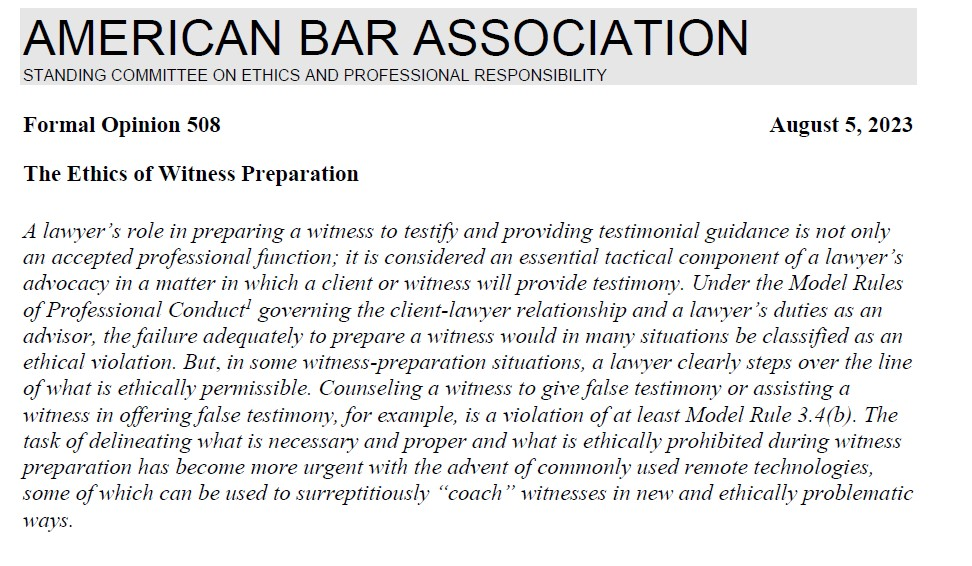 AMERICAN BAR ASSOCIATION
STANDING COMMITTEE ON ETHICS AND PROFESSIONAL RESPONSIBILITY
Formal Opinion 508 August 5, 2023
The Ethics of Witness Preparation
A lawyer’s role in preparing a witness to testify and providing testimonial guidance is not only
an accepted professional function; it is considered an essential tactical component of a lawyer’s
advocacy in a matter in which a client or witness will provide testimony. Under the Model Rules
of Professional Conduct¹ governing the client-lawyer relationship and a lawyer’s duties as an
advisor, the failure adequately to prepare a witness would in many situations be classified as an
ethical violation. But, in some witness-preparation situations, a lawyer clearly steps over the line
of what is ethically permissible. Counseling a witness to give false testimony or assisting a
witness in offering false testimony, for example, is a violation of at least Model Rule 3.4(b). The
task of delineating what is necessary and proper and what is ethically prohibited during witness
preparation has become more urgent with the advent of commonly used remote technologies,
some of which can be used to surreptitiously “coach” witnesses in new and ethically problematic
ways.